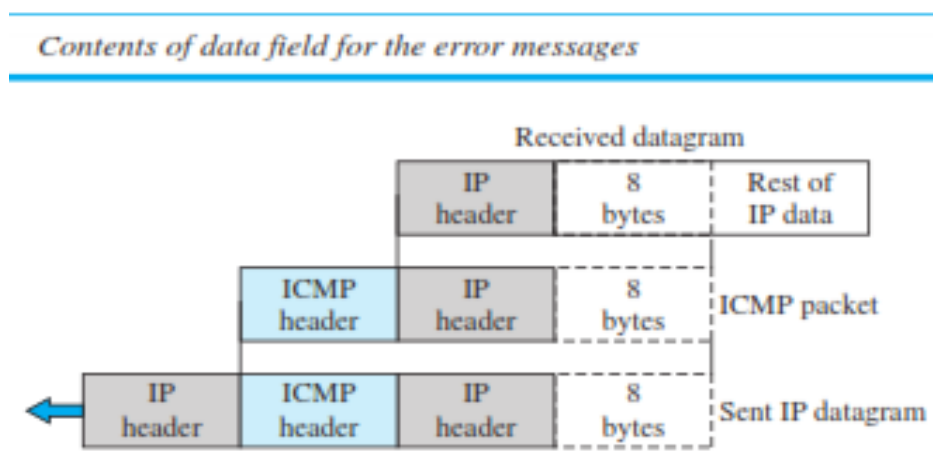 Contents of data field for the error messages
Received datagram
IP header
8 bytes
Rest of IP data
ICMP header
IP header
8 bytes
ICMP packet
IP header
ICMP header
IP header
8 bytes
Sent IP datagram